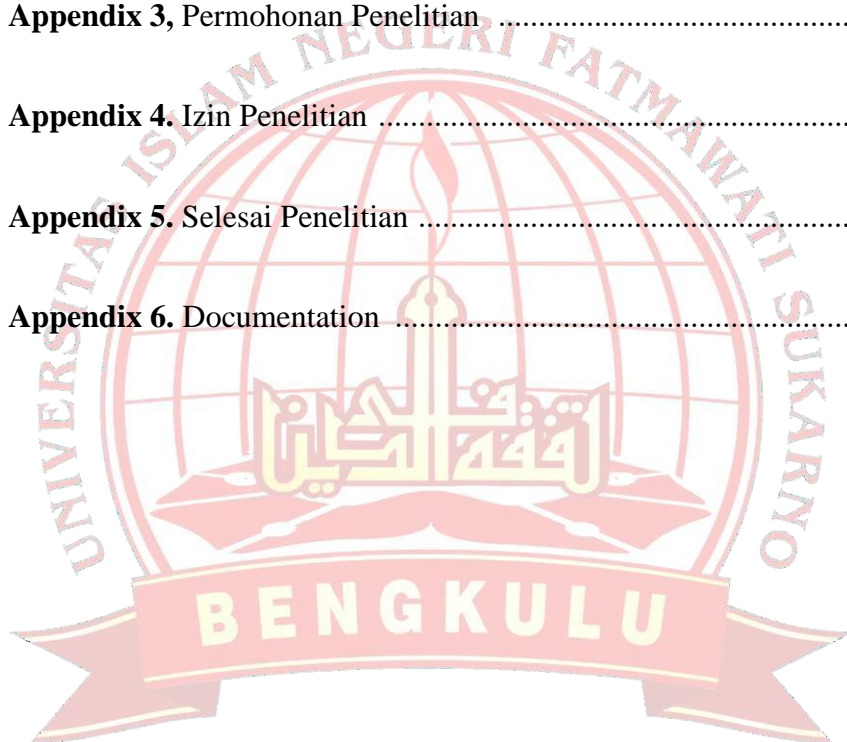 Appendix 3, Permohonan Penelitian ..................................................
Appendix 4. Izin Penelitian ....................................................................
Appendix 5. Selesai Penelitian ..............................................................
Appendix 6. Documentation .................................................................
UNIVERSITAS ISLAM NEGERI FATMAWATI SUKARNO
BENGKULU